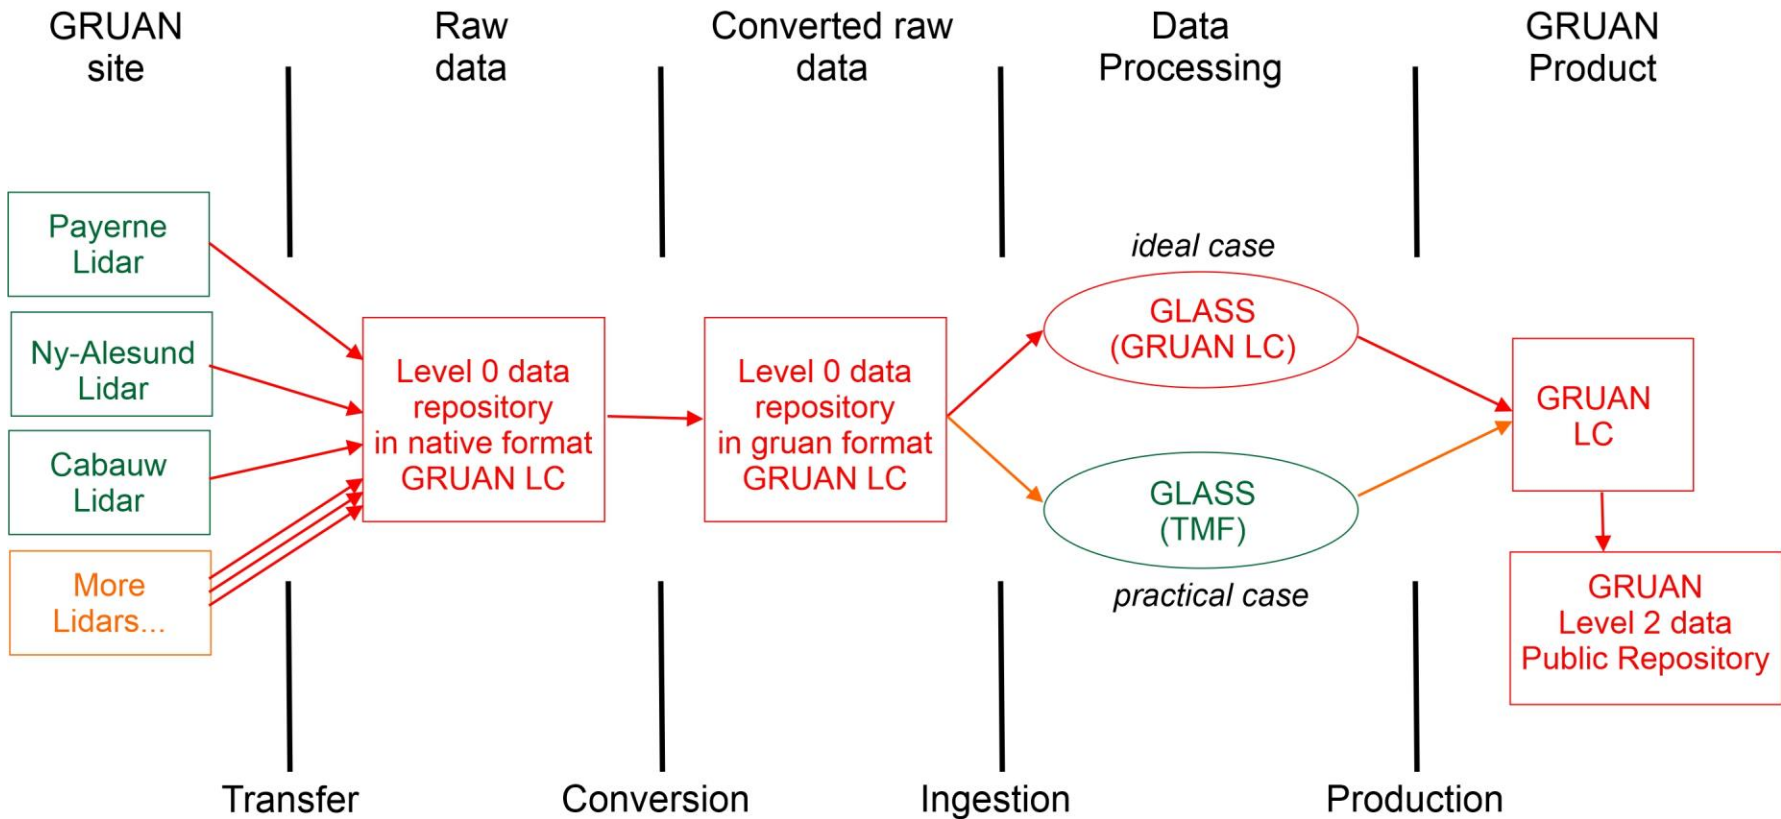 GRUAN
site
Raw
data
Converted raw
data
Data
Processing
GRUAN
Product
Payerne
Lidar
Ny-Alesund
Lidar
Cabauw
Lidar
More
Lidars...
Level 0 data
repository
in native format
GRUAN LC
Level 0 data
repository
in gruan format
GRUAN LC
ideal case
GLASS
(GRUAN LC)
GLASS
(TMF)
practical case
GRUAN
LC
GRUAN
Level 2 data
Public Repository
Transfer
Conversion
Ingestion
Production